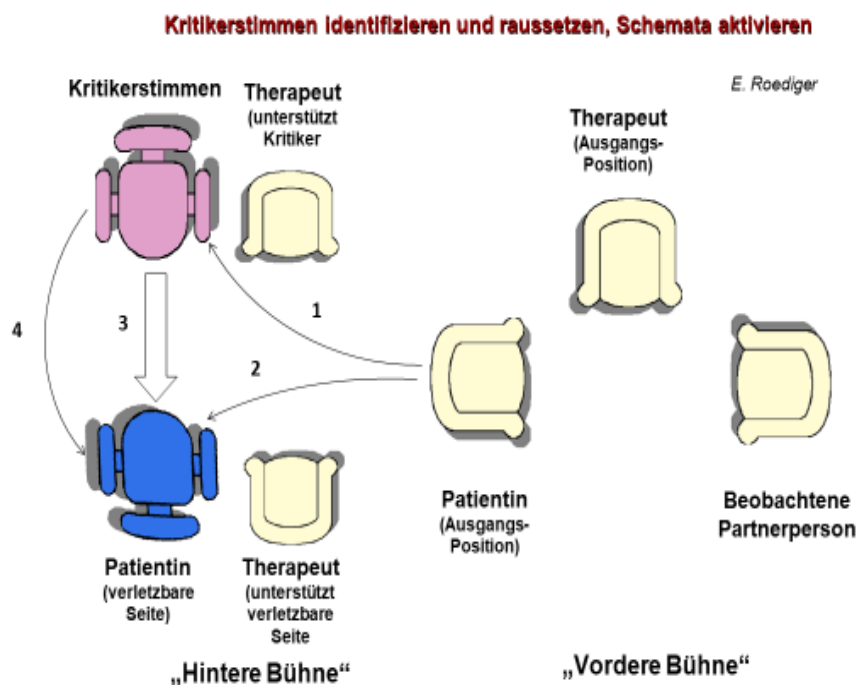 Kritikerstimmen identifizieren und raussetzen, Schemata aktivieren
E. Roediger
Kritikerstimmen
Therapeut
(unterstützt
Kritiker
Therapeut
(Ausgangs-
Position)
1
4
3
2
Patientin
(Ausgangs-
Position)
Beobachtene
Partnerperson
Patientin
(verletzbare
Seite)
Therapeut
(unterstützt
verletzbare
Seite
„Hintere Bühne“
„Vordere Bühne“